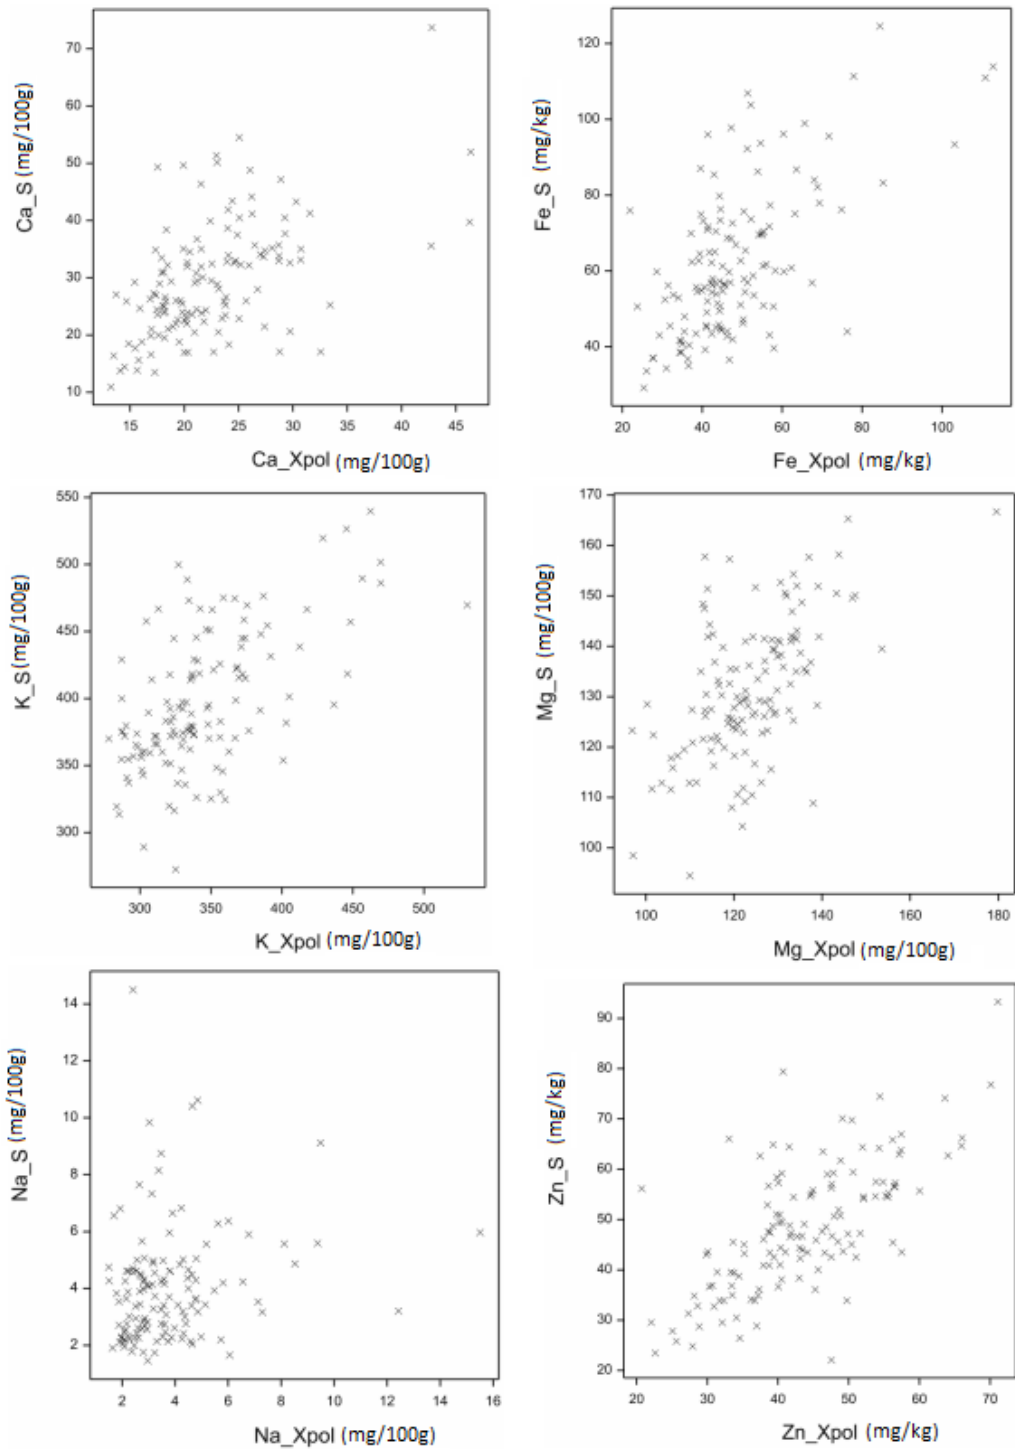 70
60
50
40
30
20
10
Ca_S (mg/100g)
15 20 25 30 35 40 45
Ca_Xpol (mg/100g)
120
100
80
60
40
Fe_S (mg/kg)
20 40 60 80 100
Fe_Xpol (mg/kg)
550
500
450
400
350
300
K_S(mg/100g)
300 350 400 450 500
K_Xpol (mg/100g)
170
160
150
140
130
120
110
100
Mg_S (mg/100g)
100 120 140 160 180
Mg_Xpol (mg/100g)
14
12
10
8
6
4
2
Na_S (mg/100g)
2 4 6 8 10 12 14 16
Na_Xpol (mg/100g)
90
80
70
60
50
40
30
20
Zn_S (mg/kg)
20 30 40 50 60 70
Zn_Xpol (mg/kg)